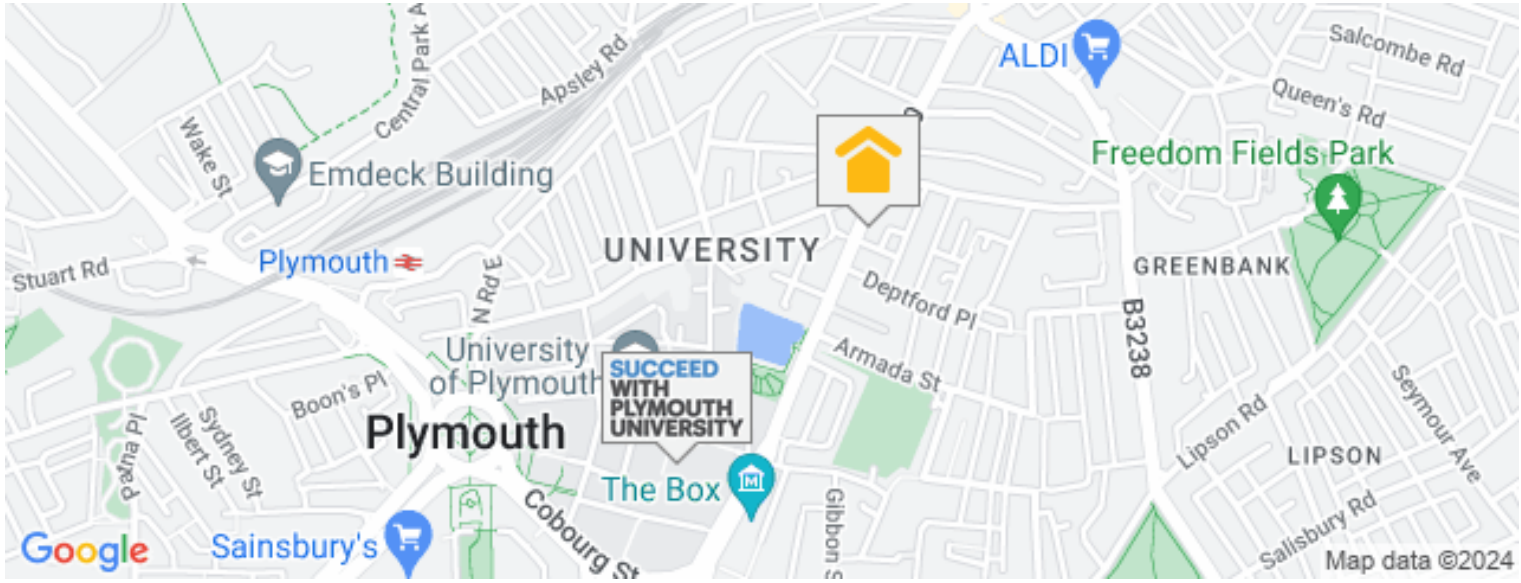 Salcombe Rd
ALDI
Apsley Rd
Queen's Rd
Central Park A
Wake St
Freedom Fields Park
Emdeck Building
UNIVERSITY
Plymouth
Stuart Rd
N Rd E
GREENBANK
Deptford Pl
B3238
University
of Plymouth
SUCCEED
WITH
PLYMOUTH
UNIVERSITY
Armada St
Boon's Pl
Seymour Ave
Sydney St
Ilbert St
Plymouth
Lipson Rd
LIPSON
Patna Pl
The Box
M
Cobourg St
Gibbon S
Salisbury Rd
Google
Sainsbury's
Map data ©2024